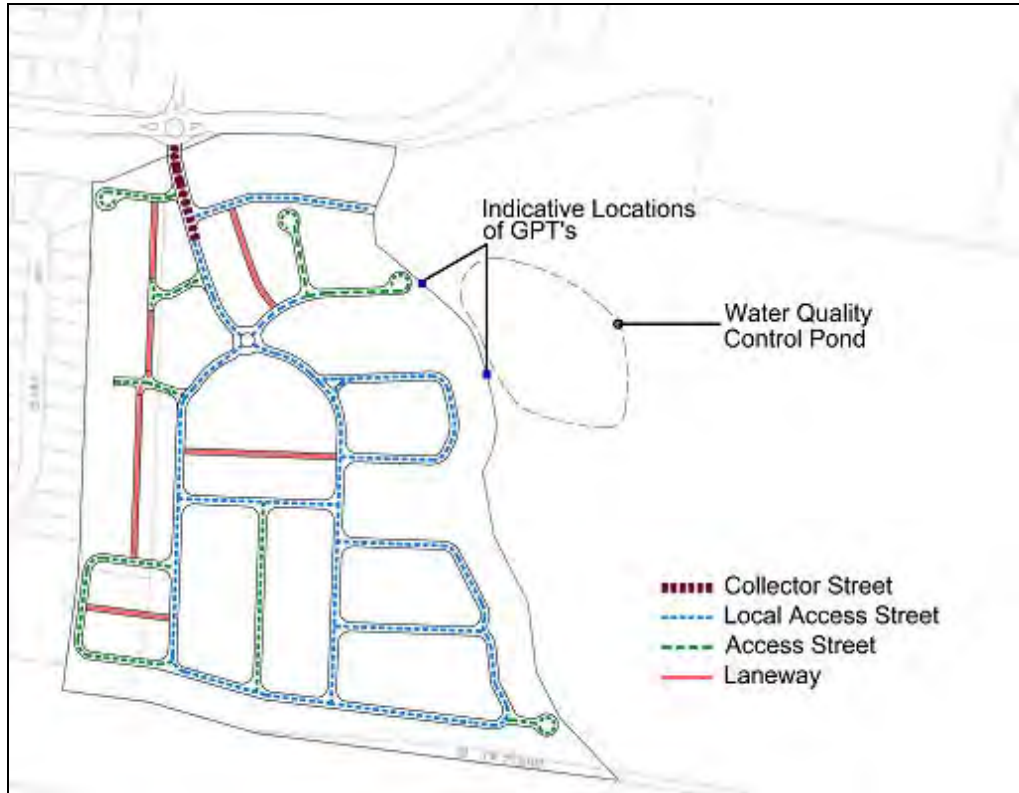 Indicative Locations
of GPT's
Water Quality
Control Pond
Collector Street
Local Access Street
Access Street
Laneway